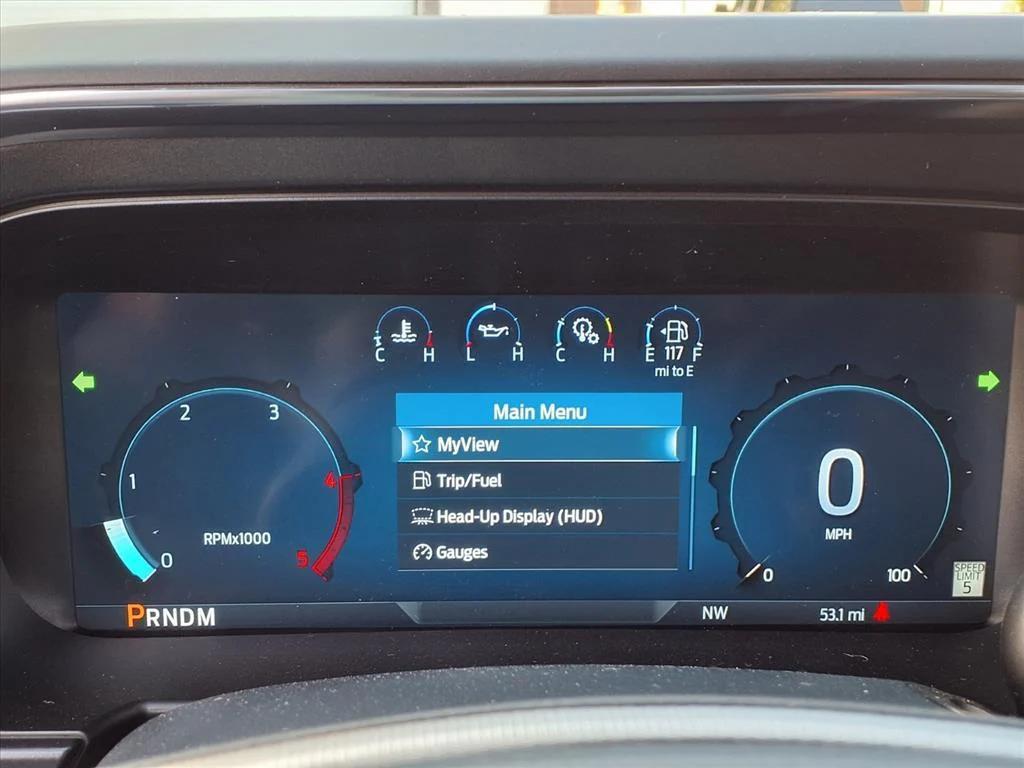 C H
L H
C H
E 117 F
mi to E
Main Menu
MyView
Trip/Fuel
Head-Up Display (HUD)
Gauges
0 1 2 3 4 5
RPMx1000
0
MPH
0 100
SPEED
LIMIT
5
PRNDM
NW
53.1 mi